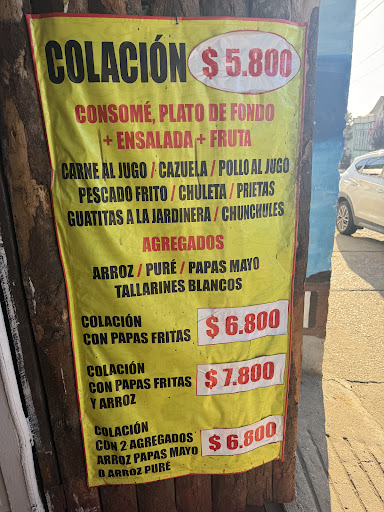 COLACIÓN $5.800
CONSOMÉ, PLATO DE FONDO
+ ENSALADA + FRUTA
CARNE AL JUGO / CAZUELA / POLLO AL JUGO
PESCADO FRITO / CHULETA / PRIETAS
GUATITAS A LA JARDINERA / CHUNCHULES
AGREGADOS
ARROZ / PURÉ / PAPAS MAYO
TALLARINES BLANCOS
COLACIÓN
CON PAPAS FRITAS
$6.800
COLACIÓN
CON PAPAS FRITAS
Y ARROZ
$7.800
COLACIÓN
CON 2 AGREGADOS
ARROZ PAPAS MAYO
O ARROZ PURÉ
$6.800